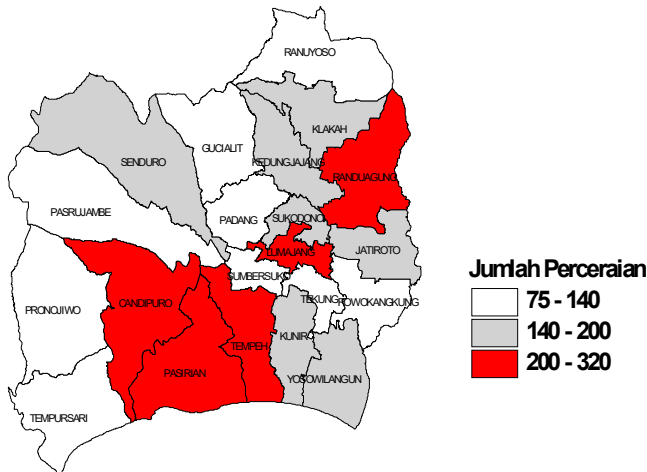 RANUYOSO
KLAKAH
GUCIALIT
SENDURO
KEDUNGJAJANG
RANDUAGUNG
PASRUJAMBE
PADANG
SUKODONO
LUMAJANG
JATIROTO
SUMBERSUKO
TEKUNG
ROWOKANGKUNG
PRONOJIWO
CANDIPURO
KUNIR
TEMPEH
PASIRIAN
YOSOWILANGUN
TEMPURSARI
Jumlah Perceraian
75 - 140
140 - 200
200 - 320